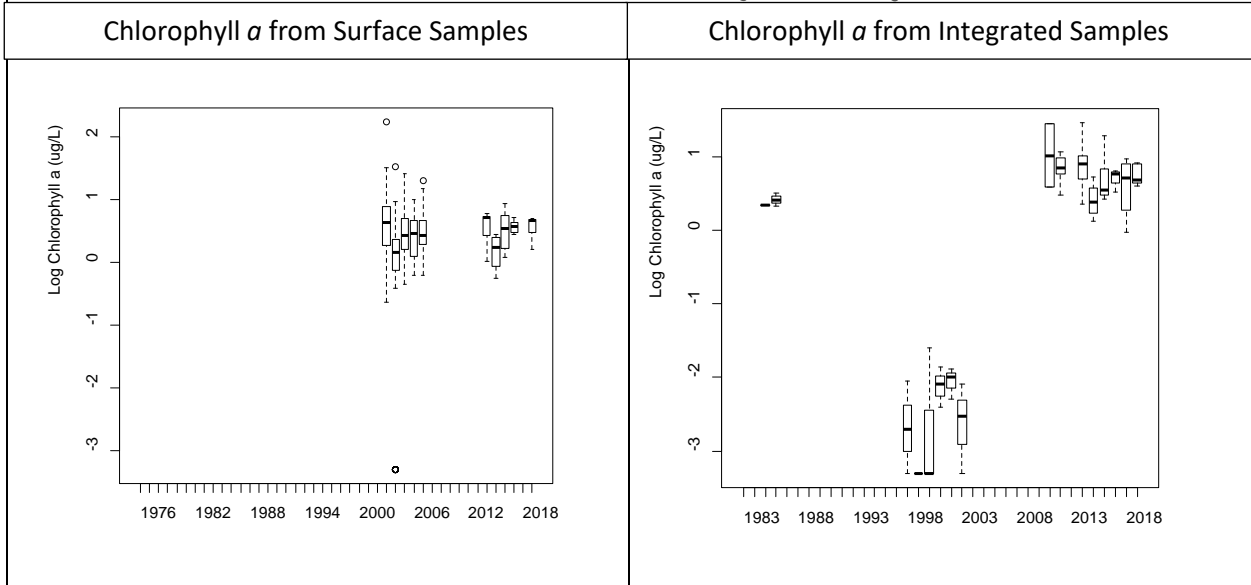 Chlorophyll a from Surface Samples
Chlorophyll a from Integrated Samples
Log Chlorophyll a (ug/L)
2
1
0
-1
-2
-3
1976 1982 1988 1994 2000 2006 2012 2018
Log Chlorophyll a (ug/L)
1
0
-1
-2
-3
1983 1988 1993 1998 2003 2008 2013 2018